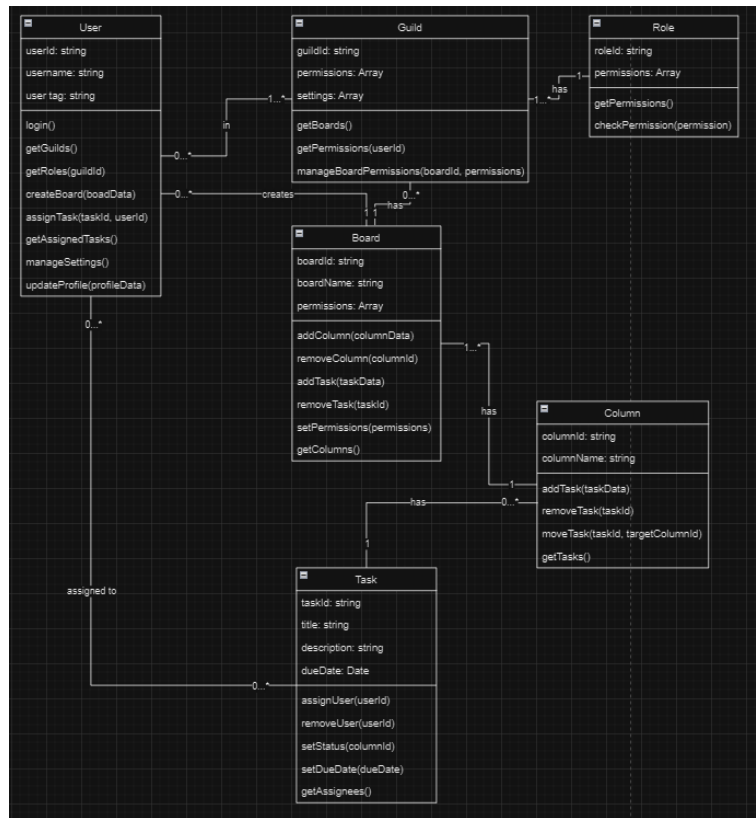 User
userId: string
username: string
user tag: string
login()
getGuilds()
getRoles(guildId)
createBoard(boadData)
assignTask(taskId, userId)
getAssignedTasks()
manageSettings()
updateProfile(profileData)
Guild
guildId: string
permissions: Array
settings: Array
getBoards()
getPermissions(userId)
manageBoardPermissions(boardId, permissions)
Role
roleId: string
permissions: Array
getPermissions()
checkPermission(permission)
1
has
1...*
1...*
in
0...*
0...*
creates
1
0...*
has
1
Board
boardId: string
boardName: string
permissions: Array
addColumn(columnData)
removeColumn(columnId)
addTask(taskData)
removeTask(taskId)
setPermissions(permissions)
getColumns()
1...*
has
1
Column
columnId: string
columnName: string
addTask(taskData)
removeTask(taskId)
moveTask(taskId, targetColumnId)
getTasks()
0...*
has
1
0...*
assigned to
0...*
Task
taskId: string
title: string
description: string
dueDate: Date
assignUser(userId)
removeUser(userId)
setStatus(columnId)
setDueDate(dueDate)
getAssignees()